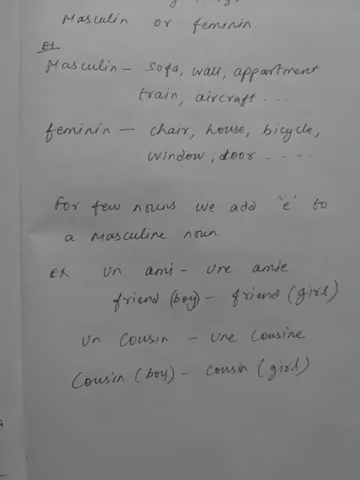 Masculin or feminin.
Ex
Masculin - Sofa, wall, appartment
train, aircraft ...
feminin - chair, house, bicycle,
window, door ....
For few nouns we add 'e' to
a masculine noun.
Ex un ami - une amie
friend (boy) - friend (girl)
un cousin - une cousine
Cousin (boy) - cousin (girl)